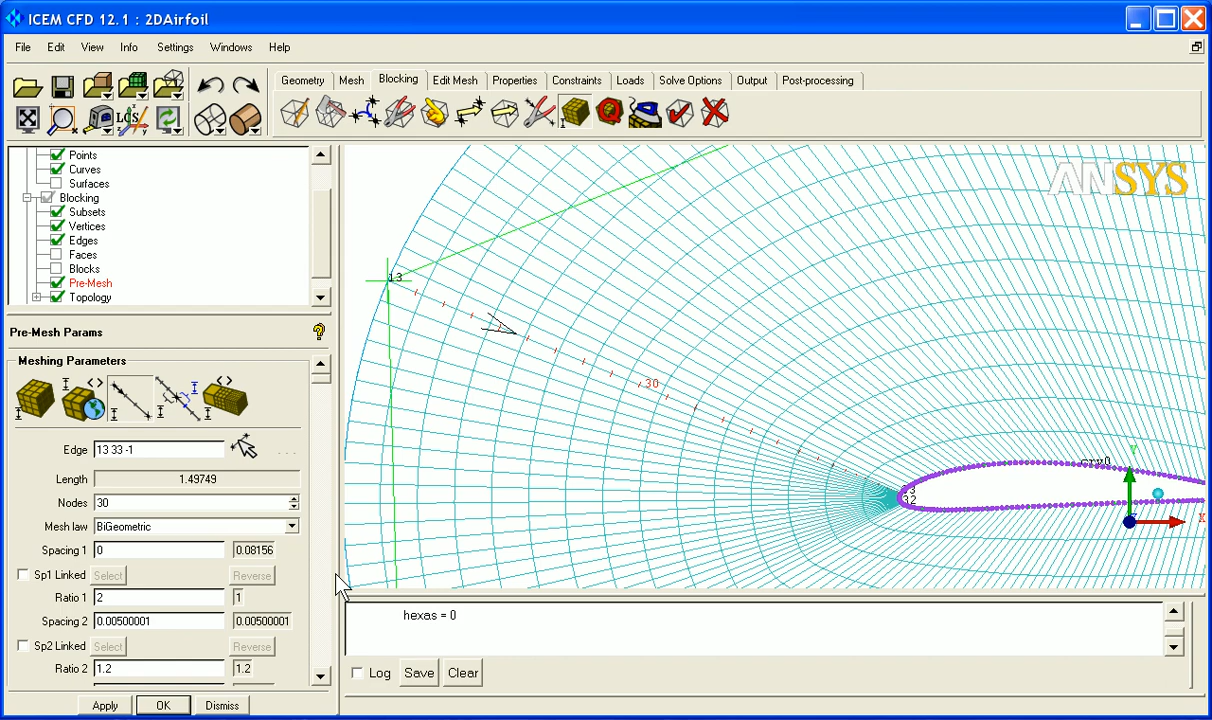 ICEM CFD 12.1 : 2DAirfoil
File Edit View Info Settings Windows Help
Geometry Mesh Blocking Edit Mesh Properties Constraints Loads Solve Options Output Post-processing
LCS
Points
Curves
Surfaces
Blocking
Subsets
Vertices
Edges
Faces
Blocks
Pre-Mesh
Topology
Pre-Mesh Params
Meshing Parameters
Edge 13 33 -1
Length 1.49749
Nodes 30
Mesh law BiGeometric
Spacing 1 0 0.08156
Sp1 Linked Select Reverse
Ratio 1 2 1
Spacing 2 0.00500001 0.00500001
Sp2 Linked Select Reverse
Ratio 2 1.2 1.2
Apply OK Dismiss
ANSYS
13
30
crv0
32
Y
X
hexas = 0
Log Save Clear